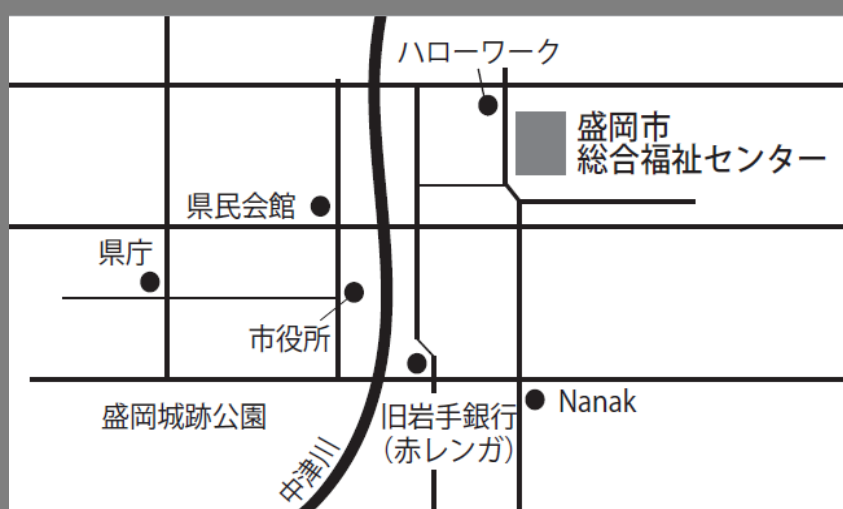 ハローワーク
盛岡市
総合福祉センター
県民会館
県庁
市役所
盛岡城跡公園
旧岩手銀行
（赤レンガ）
Nanak
中津三